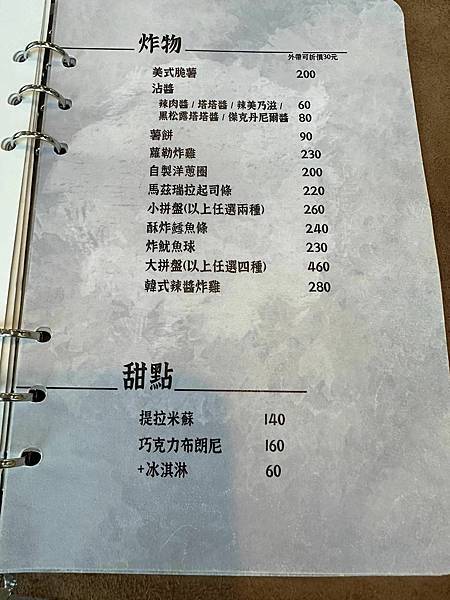 炸物
外帶可折價30元
美式脆薯 200
沾醬
辣肉醬 / 塔塔醬 / 辣美乃滋 / 60
黑松露塔塔醬 / 傑克丹尼爾醬 80
薯餅 90
蘿勒炸雞 230
自製洋蔥圈 200
馬茲瑞拉起司條 220
小拼盤(以上任選兩種) 260
酥炸鱈魚條 240
炸魷魚球 230
大拼盤(以上任選四種) 460
韓式辣醬炸雞 280
甜點
提拉米蘇 140
巧克力布朗尼 160
+冰淇淋 60